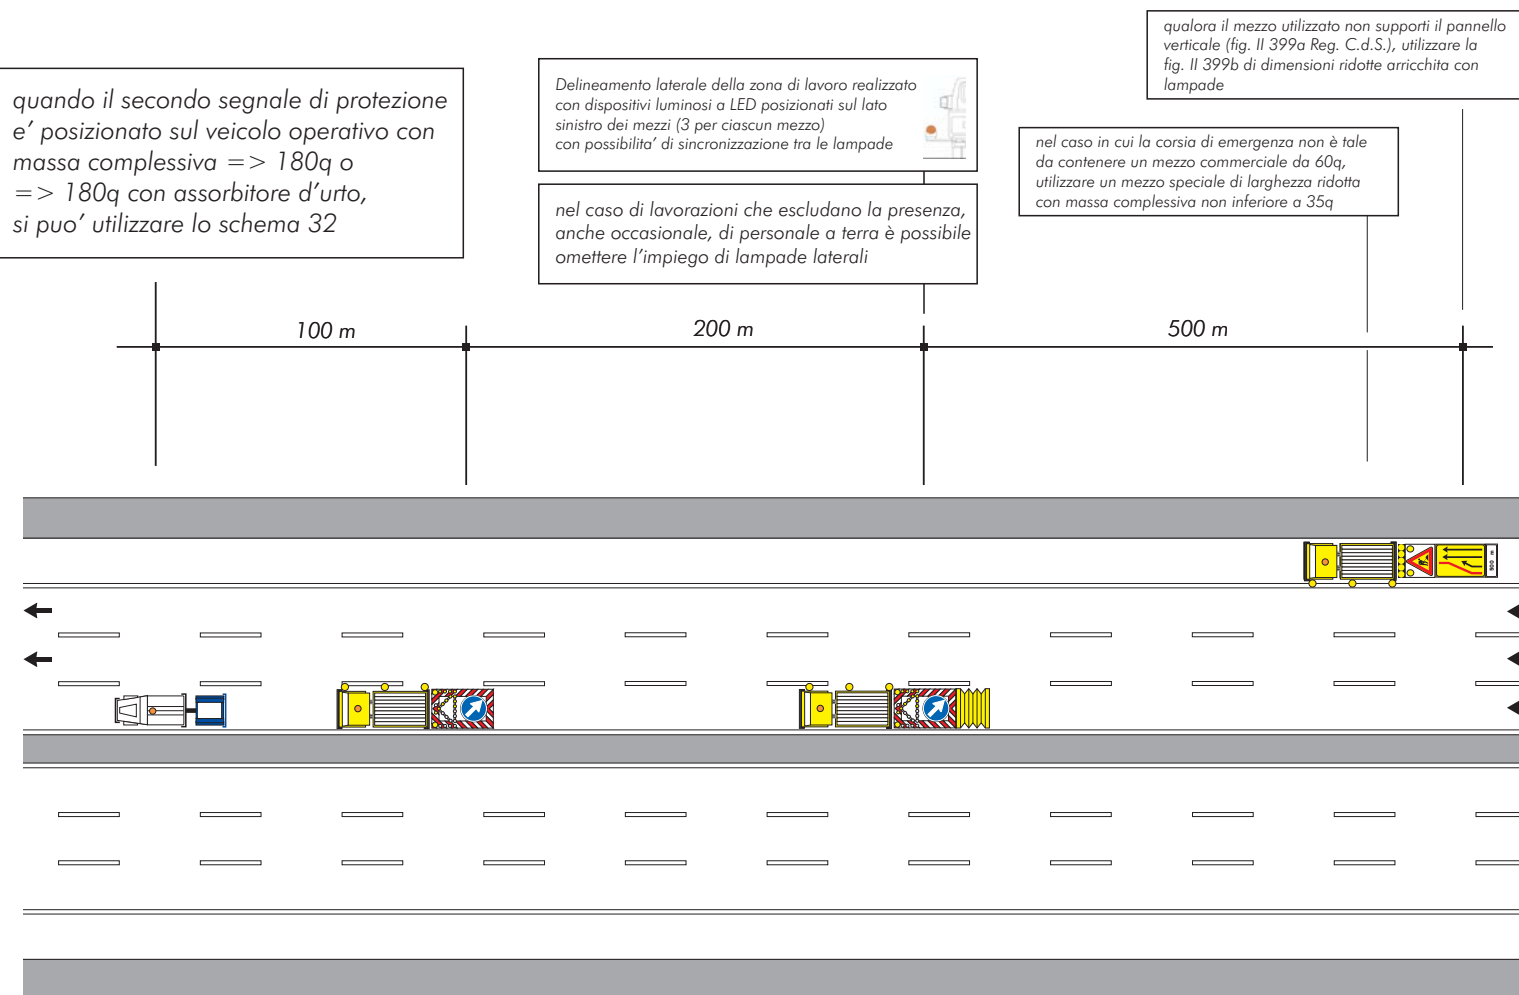 qualora il mezzo utilizzato non supporti il pannello
verticale (fig. II 399a Reg. C.d.S.), utilizzare la
fig. II 399b di dimensioni ridotte arricchita con
lampade
quando il secondo segnale di protezione
e' posizionato sul veicolo operativo con
massa complessiva => 180q o
=> 180q con assorbitore d'urto,
si puo' utilizzare lo schema 32
Delineamento laterale della zona di lavoro realizzato
con dispositivi luminosi a LED posizionati sul lato
sinistro dei mezzi (3 per ciascun mezzo)
con possibilita' di sincronizzazione tra le lampade
nel caso in cui la corsia di emergenza non è tale
da contenere un mezzo commerciale da 60q,
utilizzare un mezzo speciale di larghezza ridotta
con massa complessiva non inferiore a 35q
nel caso di lavorazioni che escludano la presenza,
anche occasionale, di personale a terra è possibile
omettere l'impiego di lampade laterali
100 m
200 m
500 m
500 m